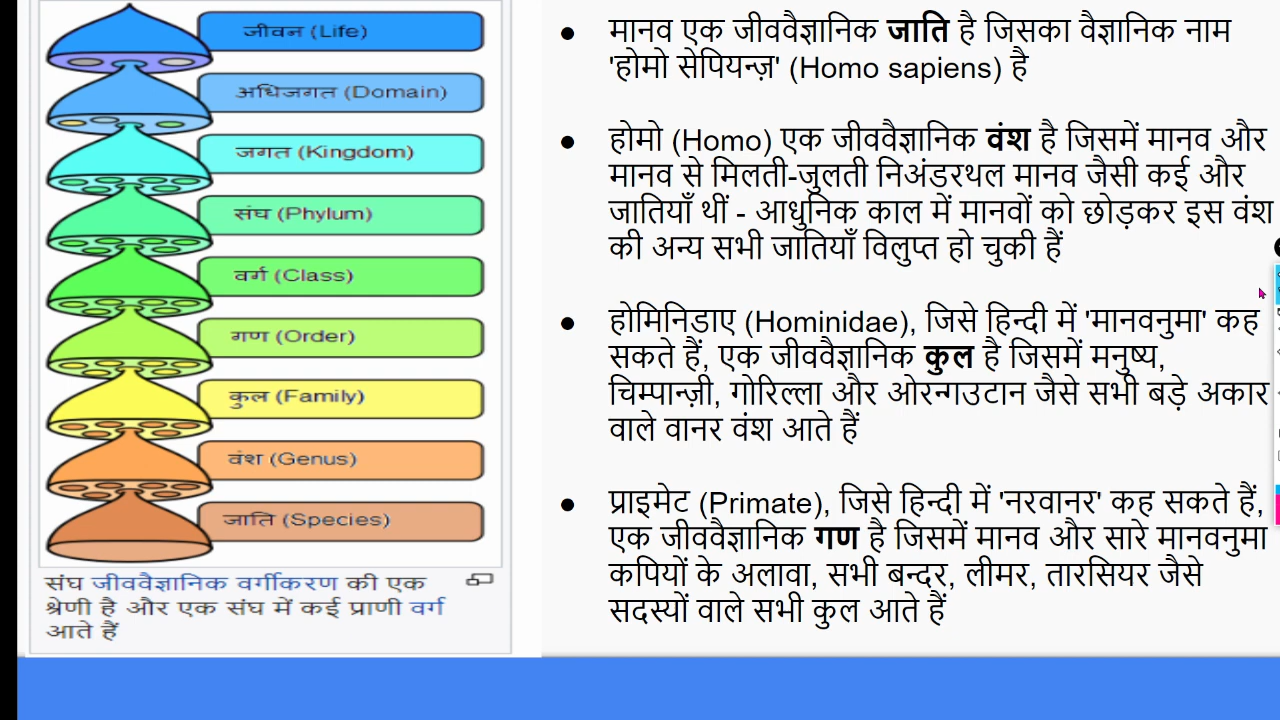 जीवन (Life)
अधिजगत (Domain)
जगत (Kingdom)
संघ (Phylum)
वर्ग (Class)
गण (Order)
कुल (Family)
वंश (Genus)
जाति (Species)
संघ जीववैज्ञानिक वर्गीकरण की एक
श्रेणी है और एक संघ में कई प्राणी वर्ग
आते हैं
● मानव एक जीववैज्ञानिक जाति है जिसका वैज्ञानिक नाम
'होमो सेपियन्ज़' (Homo sapiens) है
● होमो (Homo) एक जीववैज्ञानिक वंश है जिसमें मानव और
मानव से मिलती-जुलती निअंडरथल मानव जैसी कई और
जातियाँ थीं - आधुनिक काल में मानवों को छोड़कर इस वंश
की अन्य सभी जातियाँ विलुप्त हो चुकी हैं
● होमिनिडाए (Hominidae), जिसे हिन्दी में 'मानवनुमा' कह
सकते हैं, एक जीववैज्ञानिक कुल है जिसमें मनुष्य,
चिम्पान्ज़ी, गोरिल्ला और ओरन्गउटान जैसे सभी बड़े अकार
वाले वानर वंश आते हैं
● प्राइमेट (Primate), जिसे हिन्दी में 'नरवानर' कह सकते हैं,
एक जीववैज्ञानिक गण है जिसमें मानव और सारे मानवनुमा
कपियों के अलावा, सभी बन्दर, लीमर, तारसियर जैसे
सदस्यों वाले सभी कुल आते हैं